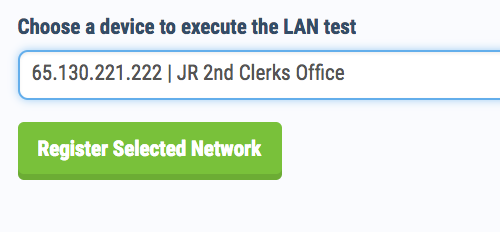 Choose a device to execute the LAN test
65.130.221.222 | JR 2nd Clerks Office
Register Selected Network